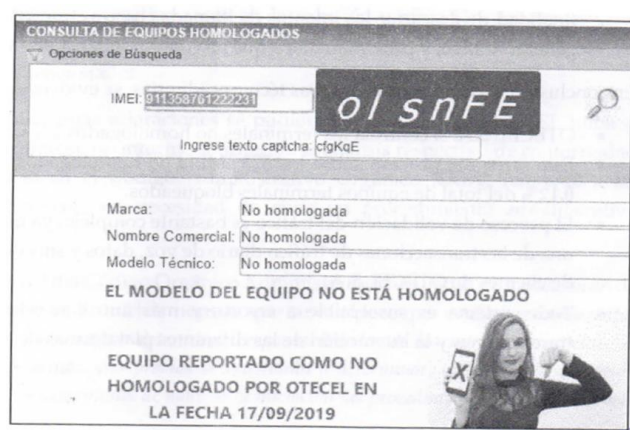 CONSULTA DE EQUIPOS HOMOLOGADOS
Opciones de Búsqueda
IMEI: 911358761222231
ol snFE
Ingrese texto captcha: cfgKqE
Marca: No homologada
Nombre Comercial: No homologada
Modelo Técnico: No homologada
EL MODELO DEL EQUIPO NO ESTÁ HOMOLOGADO
EQUIPO REPORTADO COMO NO
HOMOLOGADO POR OTECEL EN
LA FECHA 17/09/2019
X